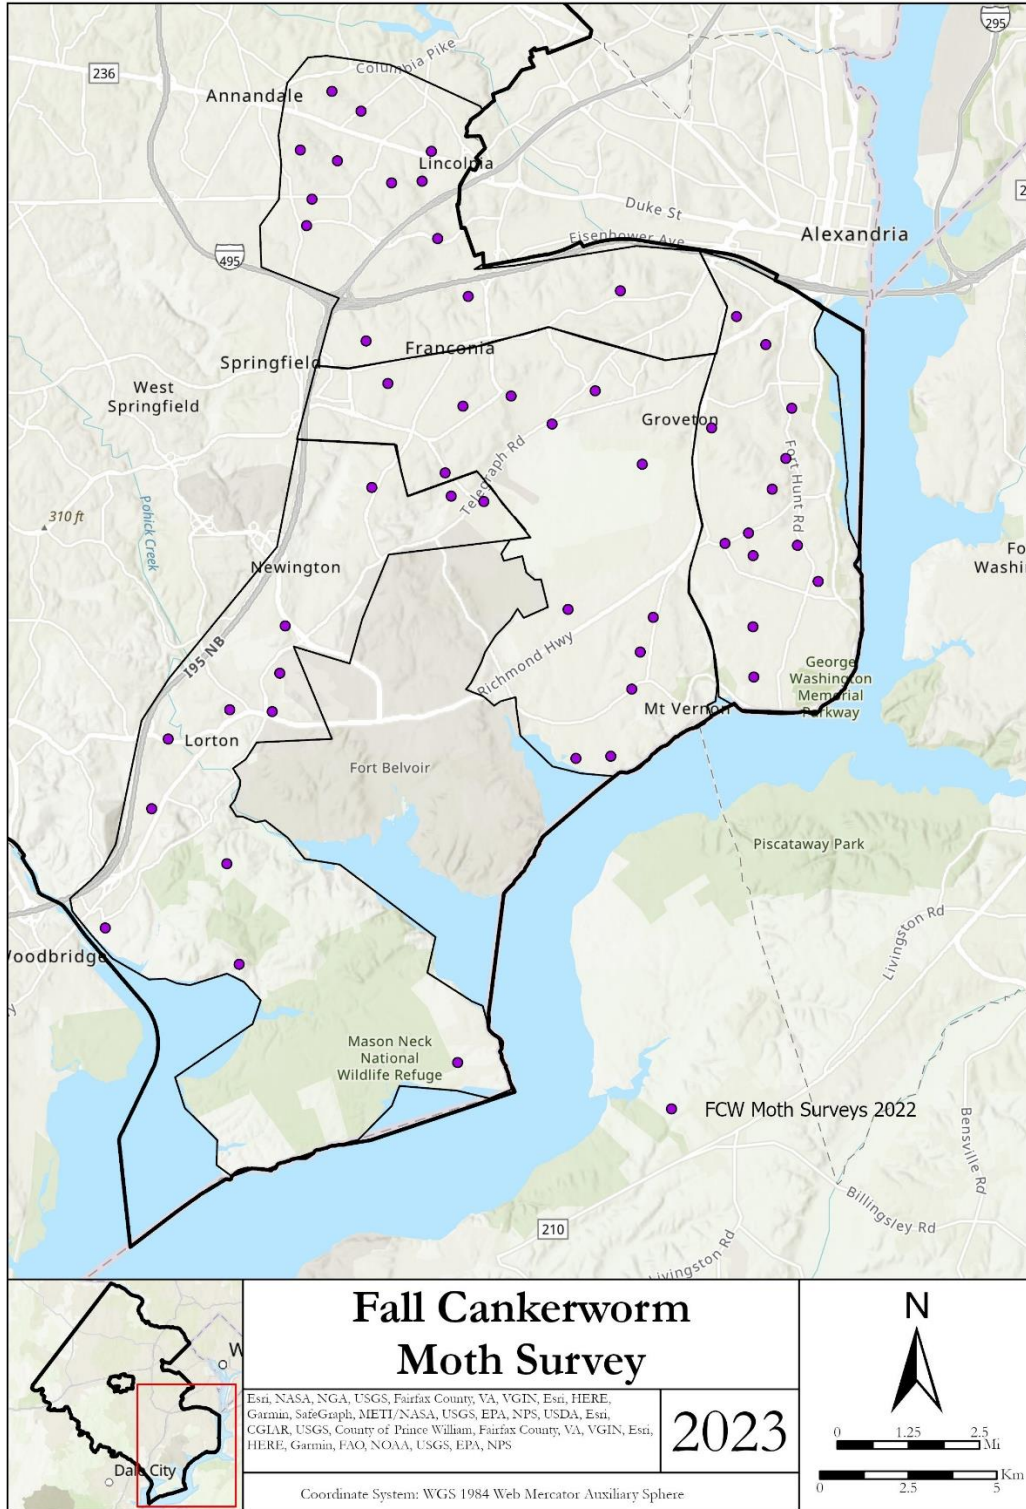 295
236
Columbia Pike
Annandale
Lincolnia
2
Duke St
Alexandria
Eisenhower Ave
495
Franconia
Springfield
West
Springfield
Groveton
Telegraph Rd
Fort Hunt Rd
310 ft
Pohick Creek
Fo
Washi
Newington
I95 NB
Richmond Hwy
George
Washington
Memorial
Parkway
Mt Vernon
Lorton
Fort Belvoir
Piscataway Park
Livingston Rd
Woodbridge
Mason Neck
National
Wildlife Refuge
FCW Moth Surveys 2022
Bensville Rd
Billingsley Rd
210
Livingston Rd
W
Dale City
Fall Cankerworm
Moth Survey
Esri, NASA, NGA, USGS, Fairfax County, VA, VGIN, Esri, HERE,
Garmin, SafeGraph, METI/NASA, USGS, EPA, NPS, USDA, Esri,
CGIAR, USGS, County of Prince William, Fairfax County, VA, VGIN, Esri,
HERE, Garmin, FAO, NOAA, USGS, EPA, NPS
2023
Coordinate System: WGS 1984 Web Mercator Auxiliary Sphere
N
0 1.25 2.5
Mi
Km
0 2.5 5